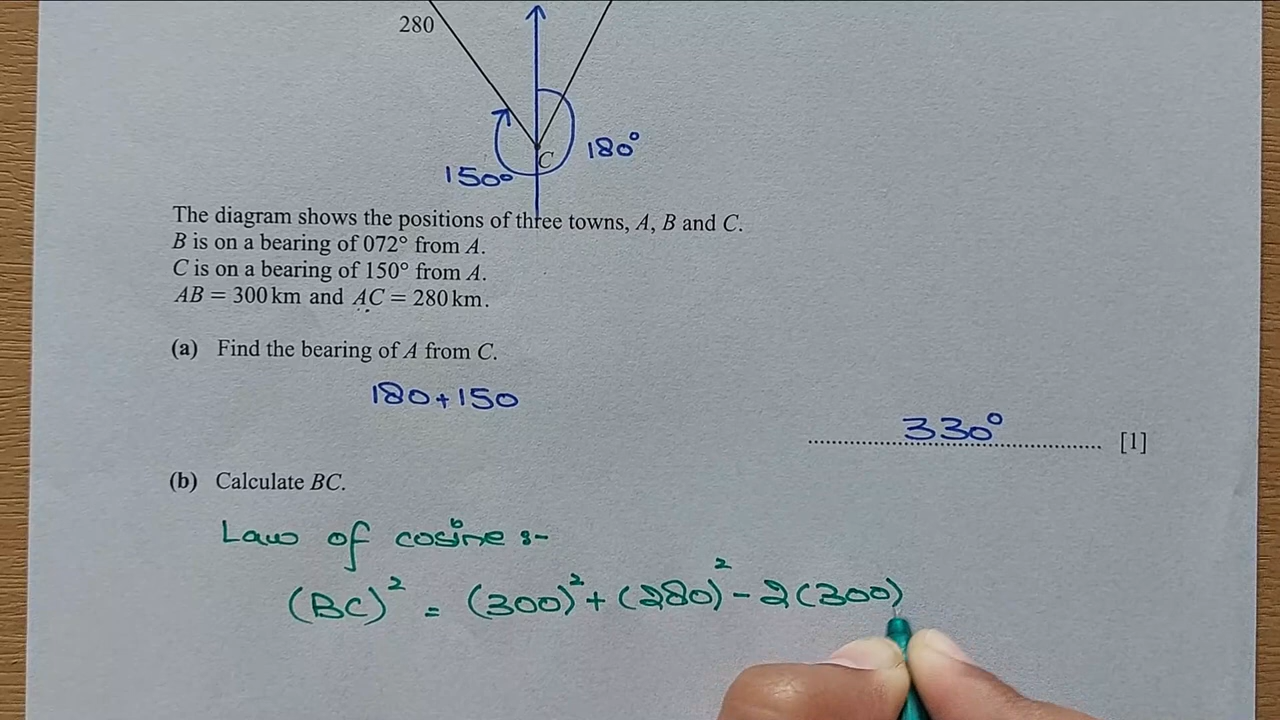 280
C
180°
150°
The diagram shows the positions of three towns, A, B and C.
B is on a bearing of 072° from A.
C is on a bearing of 150° from A.
AB = 300 km and AC = 280 km.
(a) Find the bearing of A from C.
180+150
330° [1]
(b) Calculate BC.
Law of cosine :-
(BC)² = (300)² + (280)² - 2(300)